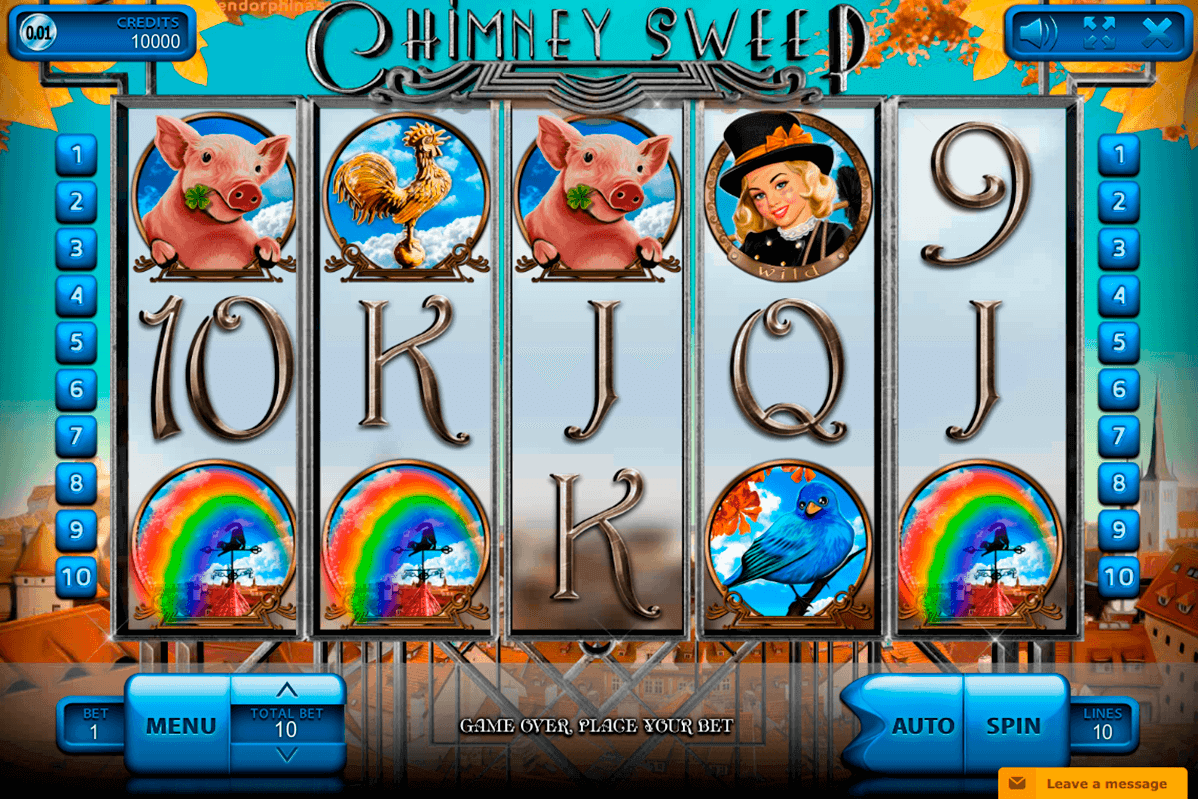 endorphina
CHIMNEY SWEEP
0.01
CREDITS
10000
1
2
3
4
5
6
7
8
9
10
wild
9
10 K J Q J
K
1
2
3
4
5
6
7
8
9
10
BET
1
MENU
TOTAL BET
10
GAME OVER, PLACE YOUR BET
AUTO
SPIN
LINES
10
Leave a message